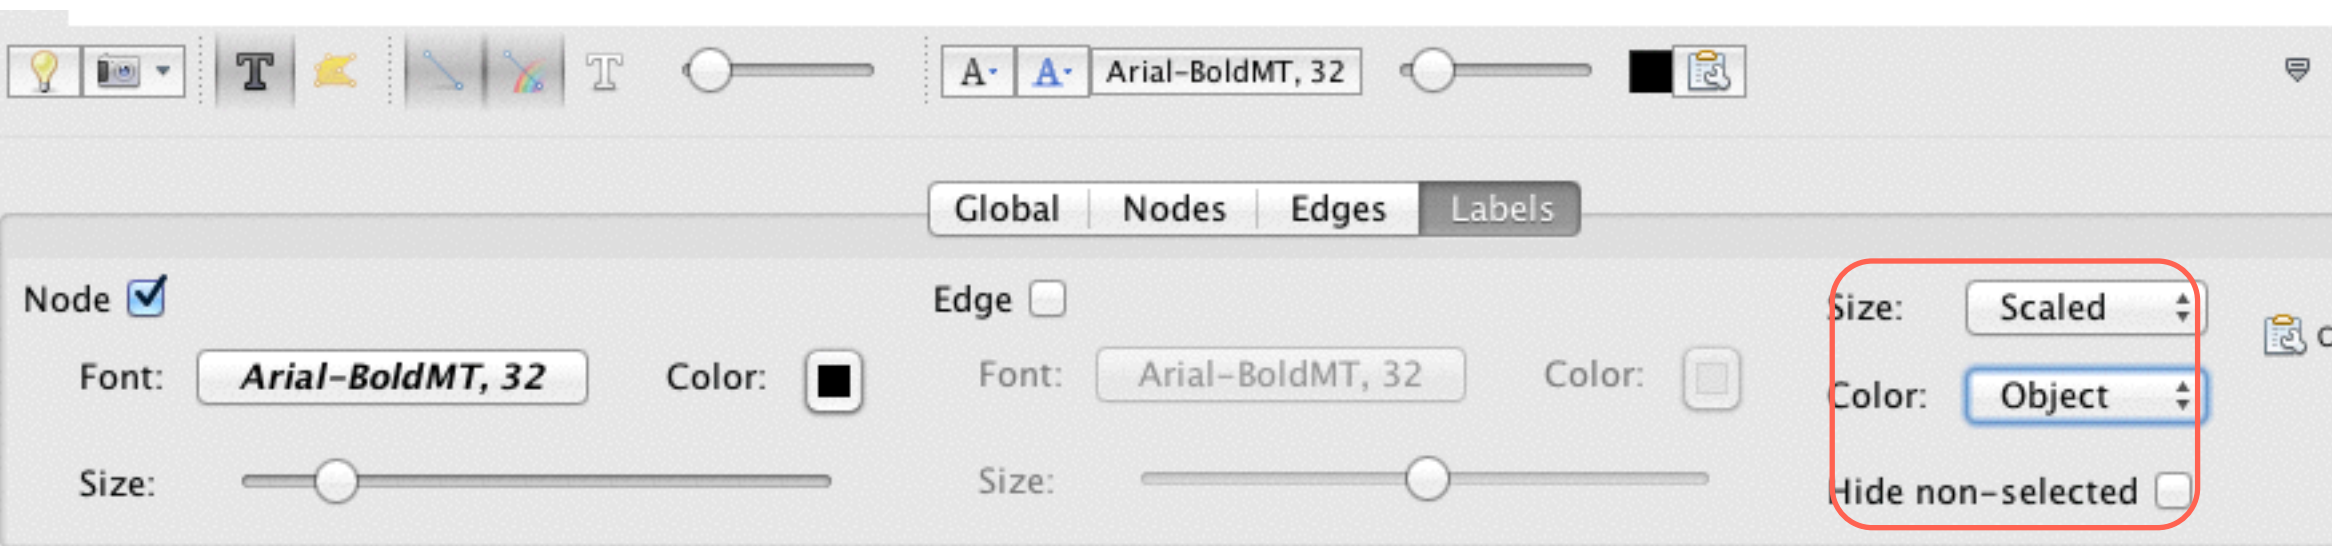 T T A A Arial-BoldMT, 32
Global Nodes Edges Labels
Node Edge Size: Scaled
Font: Arial-BoldMT, 32 Color: Font: Arial-BoldMT, 32 Color: Color: Object
Size: Size: Hide non-selected